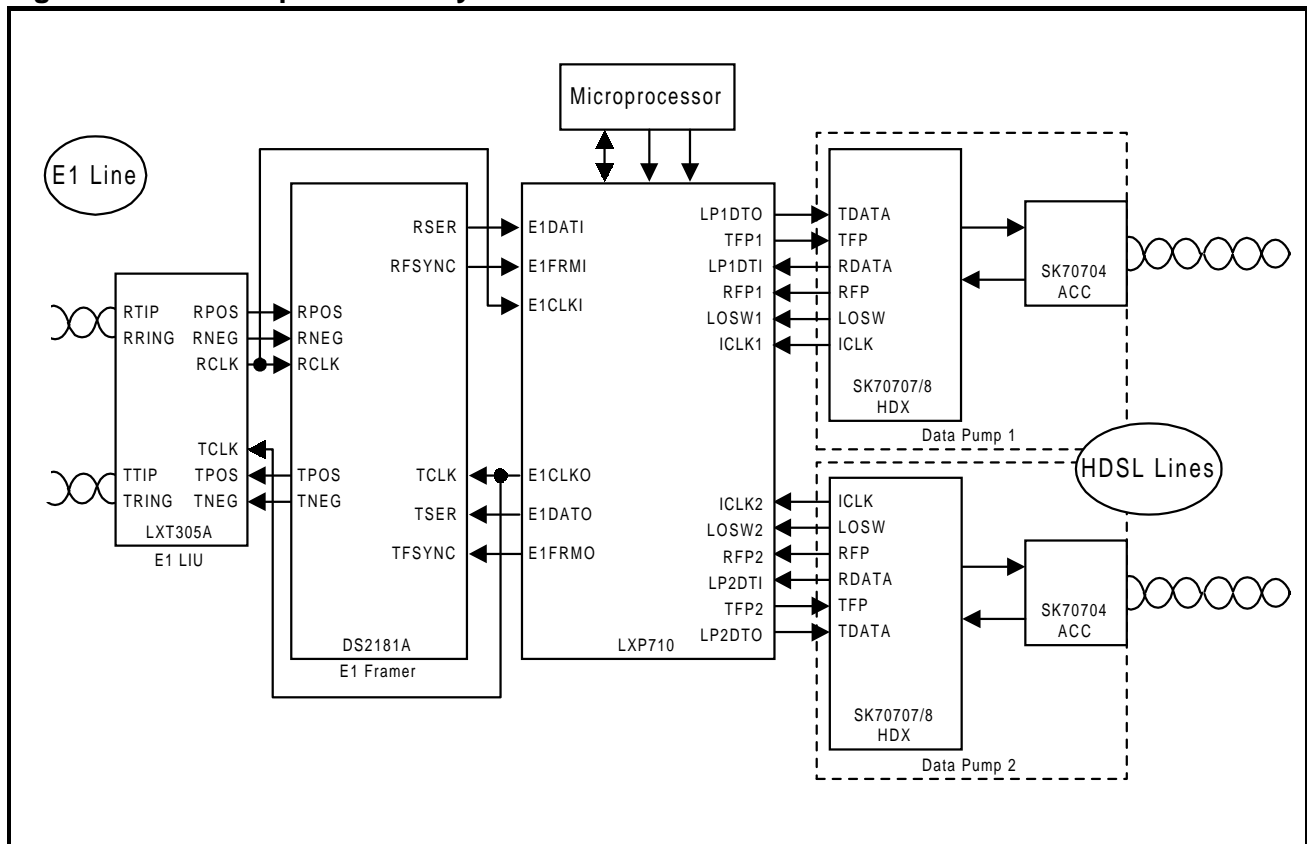 Microprocessor
E1 Line
RTIP
RRING
TTIP
TRING
RPOS
RNEG
RCLK
TCLK
TPOS
TNEG
LXT305A
E1 LIU
RPOS
RNEG
RCLK
TPOS
TNEG
RSER
RFSYNC
TCLK
TSER
TFSYNC
DS2181A
E1 Framer
E1DATI
E1FRMI
E1CLKI
E1CLKO
E1DATO
E1FRMO
LP1DTO
TFP1
LP1DTI
RFP1
LOSW1
ICLK1
ICLK2
LOSW2
RFP2
LP2DTI
TFP2
LP2DTO
LXP710
TDATA
TFP
RDATA
RFP
LOSW
ICLK
SK70707/8
HDX
SK70704
ACC
Data Pump 1
HDSL Lines
ICLK
LOSW
RFP
RDATA
TFP
TDATA
SK70707/8
HDX
SK70704
ACC
Data Pump 2